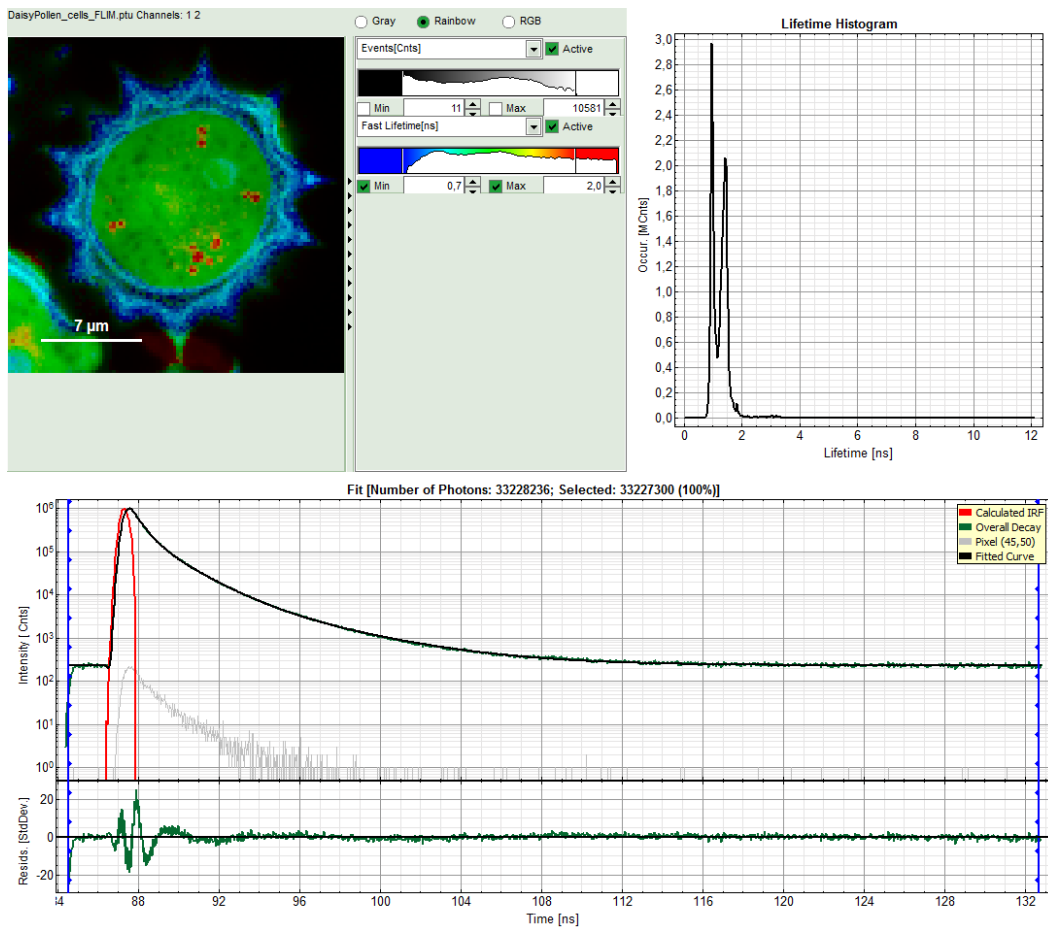 DaisyPollen_cells_FLIM.ptu Channels: 1 2
Gray Rainbow RGB
Events[Cnts] Active
Min 11 Max 10581
Fast Lifetime[ns] Active
Min 0,7 Max 2,0
7 µm
Lifetime Histogram
Occur. [MCnts]
3,0
2,8
2,6
2,4
2,2
2,0
1,8
1,6
1,4
1,2
1,0
0,8
0,6
0,4
0,2
0,0
0 2 4 6 8 10 12
Lifetime [ns]
Fit [Number of Photons: 33228236; Selected: 33227300 (100%)]
Intensity [ Cnts]
10⁶
10⁵
10⁴
10³
10²
10¹
10⁰
Calculated IRF
Overall Decay
Pixel (45,50)
Fitted Curve
Resids. [StdDev.]
20
0
-20
34 88 92 96 100 104 108 112 116 120 124 128 132
Time [ns]